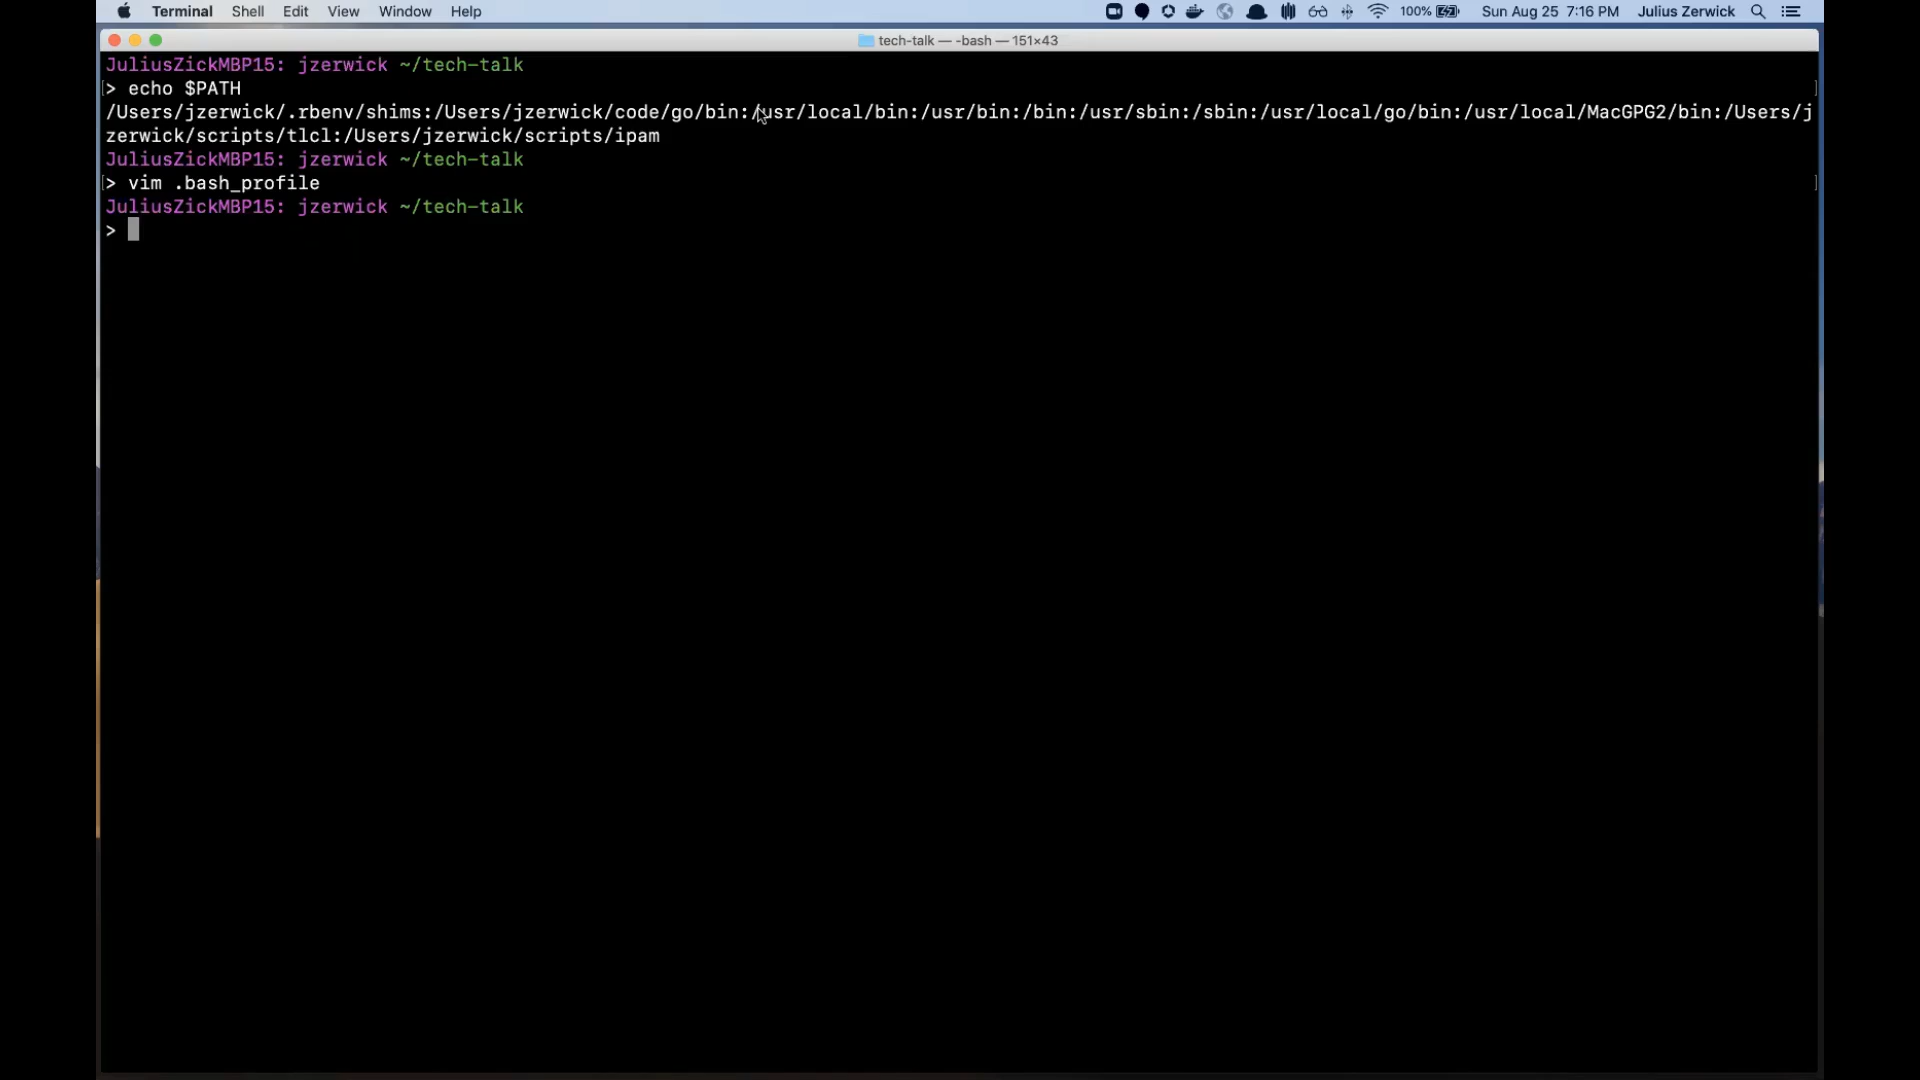 Terminal Shell Edit View Window Help 100% Sun Aug 25 7:16 PM Julius Zerwick
tech-talk — -bash — 151×43
JuliusZickMBP15: jzerwick ~/tech-talk
[> echo $PATH ]
/Users/jzerwick/.rbenv/shims:/Users/jzerwick/code/go/bin:/usr/local/bin:/usr/bin:/bin:/usr/sbin:/sbin:/usr/local/go/bin:/usr/local/MacGPG2/bin:/Users/j
zerwick/scripts/tlcl:/Users/jzerwick/scripts/ipam
JuliusZickMBP15: jzerwick ~/tech-talk
[> vim .bash_profile ]
JuliusZickMBP15: jzerwick ~/tech-talk
>